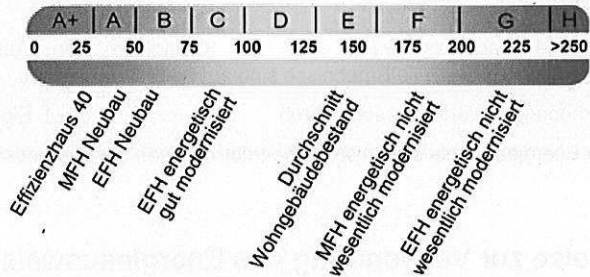 A+ A B C D E F G H
0 25 50 75 100 125 150 175 200 225 >250
Effizienzhaus 40
MFH Neubau
EFH Neubau
EFH energetisch
gut modernisiert
Durchschnitt
Wohngebäudebestand
MFH energetisch nicht
wesentlich modernisiert
EFH energetisch nicht
wesentlich modernisiert